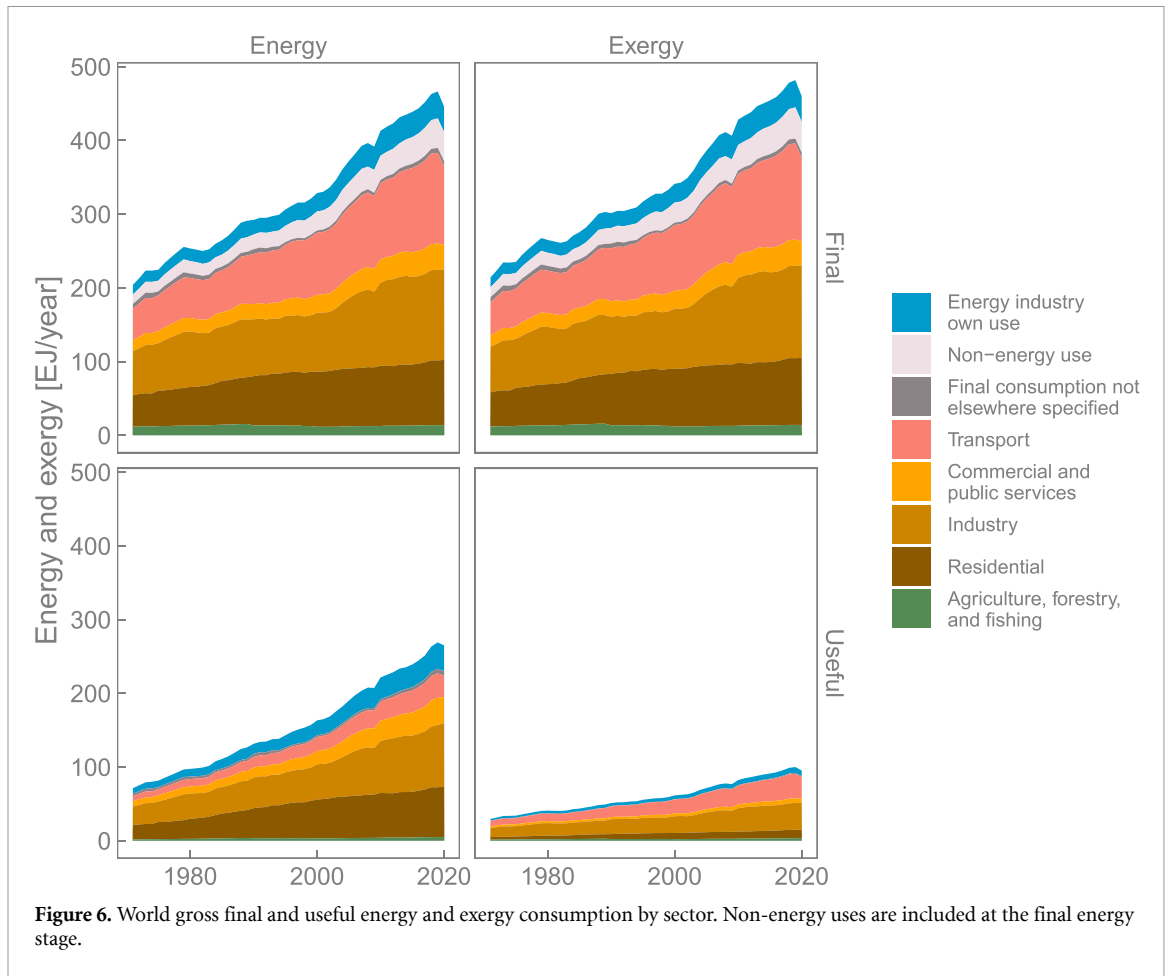 Energy
Exergy
Energy and exergy [EJ/year]
500
400
300
200
100
0
Final
500
400
300
200
100
0
Useful
1980
2000
2020
1980
2000
2020
Energy industry
own use
Non−energy use
Final consumption not
elsewhere specified
Transport
Commercial and
public services
Industry
Residential
Agriculture, forestry,
and fishing
Figure 6. World gross final and useful energy and exergy consumption by sector. Non-energy uses are included at the final energy
stage.